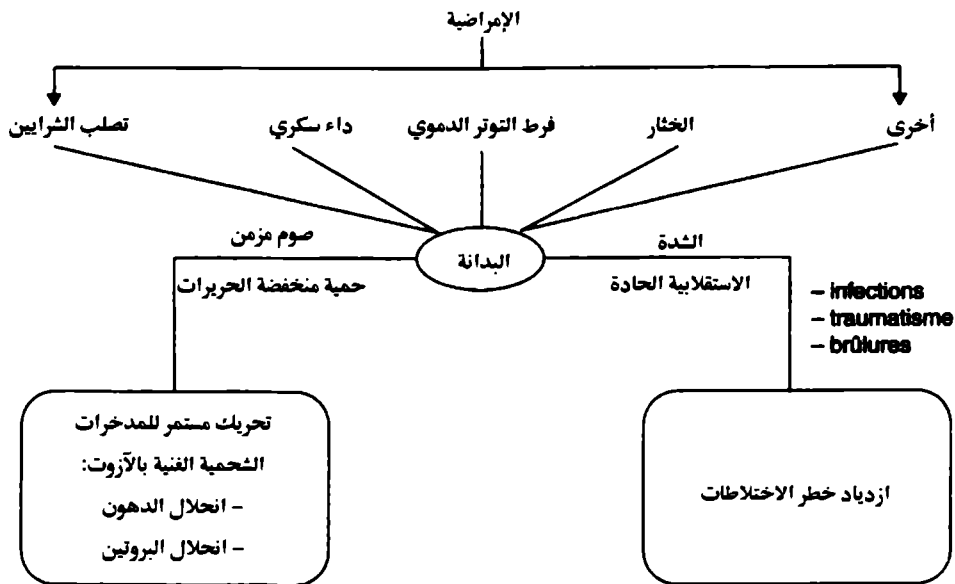 الإمراضية
أخرى
الخثار
فرط التوتر الدموي
داء سكري
تصلب الشرايين
البدانة
الشدة
الاستقلابية الحادة
صوم مزمن
حمية منخفضة الحريرات
– infections
– traumatisme
– brûlures
ازدياد خطر الاختلاطات
تحريك مستمر للمدخرات
الشحمية الغنية بالآزوت:
– انحلال الدهون
– انحلال البروتين